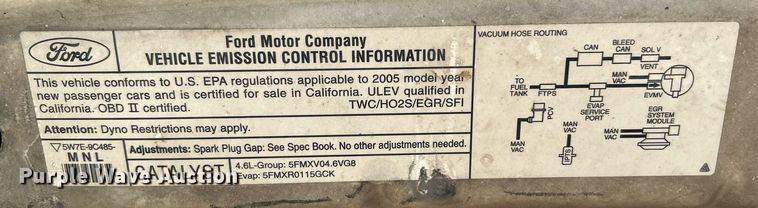 Ford
Ford Motor Company
VEHICLE EMISSION CONTROL INFORMATION
This vehicle conforms to U.S. EPA regulations applicable to 2005 model year
new passenger cars and is certified for sale in California. ULEV qualified in
California. OBD II certified.
TWC/HO2S/EGR/SFI
Attention: Dyno Restrictions may apply.
5W7E-9C485-
MNL
Adjustments: Spark Plug Gap: See Spec Book. No other adjustments needed.
CATALYST
4.6L-Group: 5FMXV04.6VG8
Evap: 5FMXR0115GCK
VACUUM HOSE ROUTING
CAN
BLEED
CAN
SOL V
VENT
TO
FUEL
TANK
FTPS
MAN
VAC
EVMV
EVAP
SERVICE
PORT
PCV
MAN
VAC
IPTS
MAN
VAC
EGR
SYSTEM
MODULE
Purple Wave Auction